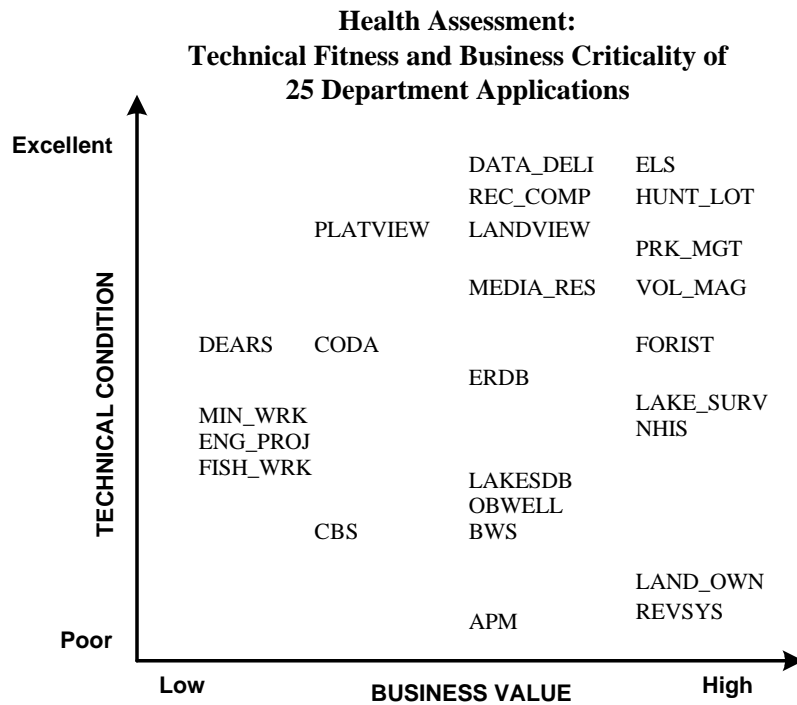 Health Assessment:
Technical Fitness and Business Criticality of
25 Department Applications
Excellent
DATA_DELI ELS
REC_COMP HUNT_LOT
PLATVIEW LANDVIEW
PRK_MGT
MEDIA_RES VOL_MAG
DEARS CODA FORIST
ERDB
LAKE_SURV
MIN_WRK
NHIS
ENG_PROJ
FISH_WRK
LAKESDB
OBWELL
CBS BWS
LAND_OWN
REVSYS
APM
Poor
TECHNICAL CONDITION
Low
BUSINESS VALUE
High